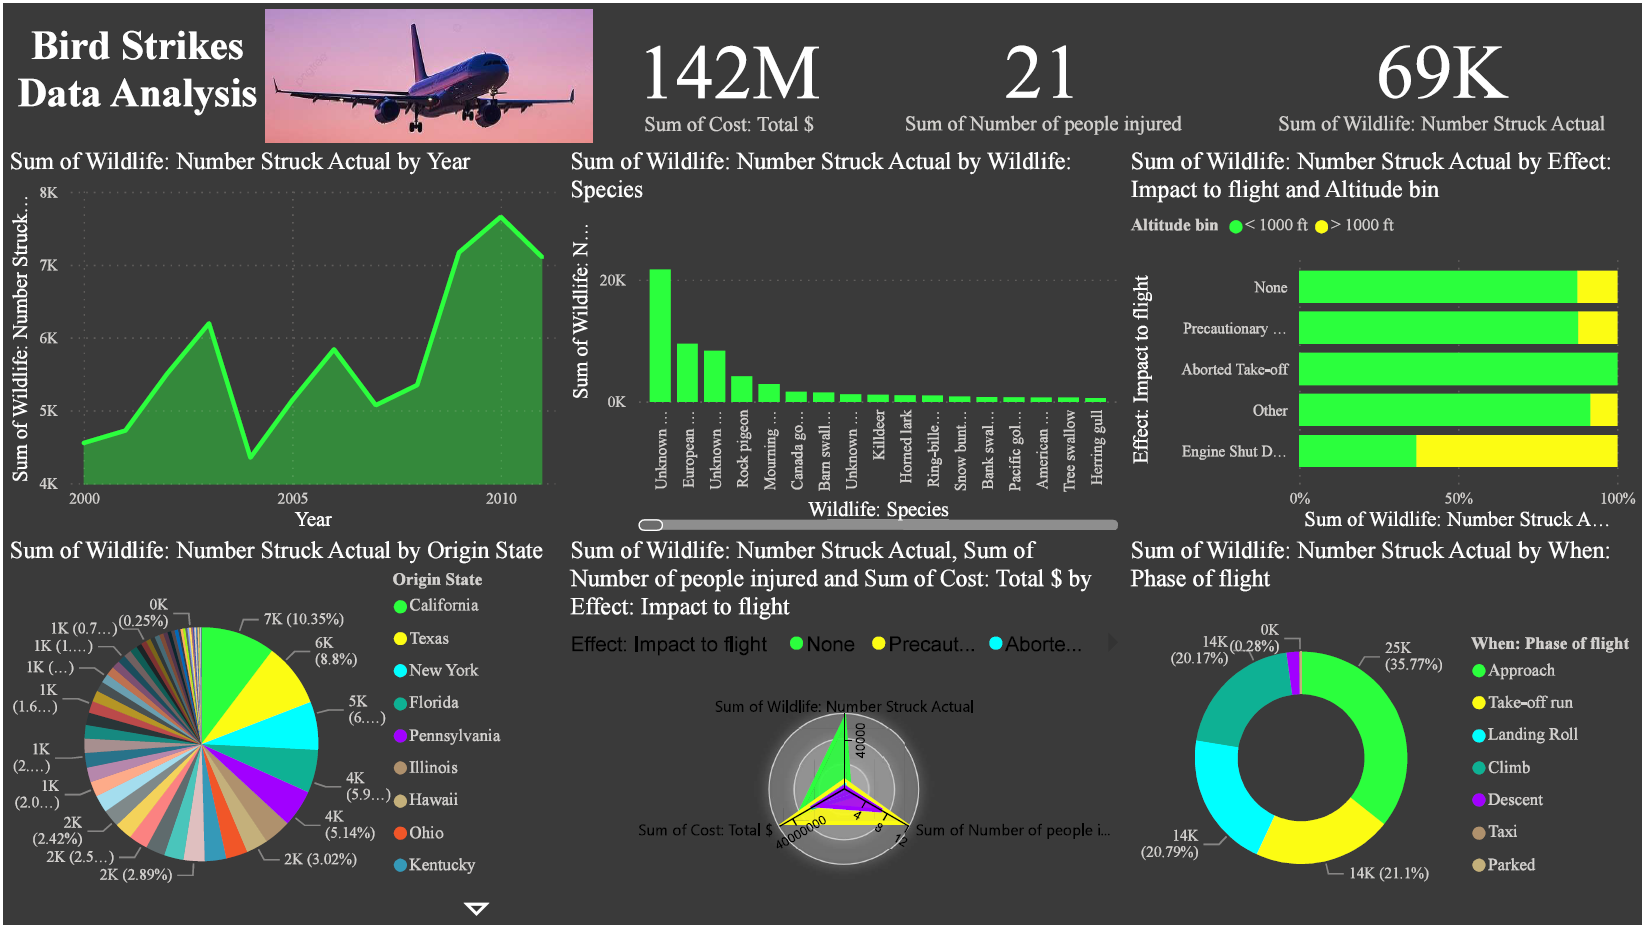 Bird Strikes
Data Analysis
142M
Sum of Cost: Total $
21
Sum of Number of people injured
69K
Sum of Wildlife: Number Struck Actual
Sum of Wildlife: Number Struck Actual by Year
Sum of Wildlife: Number Struck...
8K
7K
6K
5K
4K
2000
2005
2010
Year
Sum of Wildlife: Number Struck Actual by Wildlife:
Species
Sum of Wildlife: N...
20K
0K
Unknown ...
European ...
Unknown ...
Rock pigeon
Mourning ...
Canada go...
Barn swall...
Unknown ...
Killdeer
Horned lark
Ring-bille...
Snow bunt...
Bank swal...
Pacific gol...
American ...
Tree swallow
Herring gull
Wildlife: Species
Sum of Wildlife: Number Struck Actual by Effect:
Impact to flight and Altitude bin
Altitude bin
< 1000 ft
> 1000 ft
Effect: Impact to flight
None
Precautionary ...
Aborted Take-off
Other
Engine Shut D...
0%
50%
100%
Sum of Wildlife: Number Struck A...
Sum of Wildlife: Number Struck Actual by Origin State
0K
(0.25%)
1K (0.7...)
1K (1....)
1K (...)
1K
(1.6...)
1K
(2....)
1K
(2.0...)
2K
(2.42%)
2K (2.5...)
2K (2.89%)
2K (3.02%)
4K
(5.14%)
4K
(5.9...)
5K
(6....)
6K
(8.8%)
7K (10.35%)
Origin State
California
Texas
New York
Florida
Pennsylvania
Illinois
Hawaii
Ohio
Kentucky
Sum of Wildlife: Number Struck Actual, Sum of
Number of people injured and Sum of Cost: Total $ by
Effect: Impact to flight
Effect: Impact to flight
None
Precaut...
Aborte...
Sum of Wildlife: Number Struck Actual
40000
Sum of Cost: Total $
40000000
4
8
12
Sum of Number of people i...
Sum of Wildlife: Number Struck Actual by When:
Phase of flight
0K
(0.28%)
14K
(20.17%)
25K
(35.77%)
14K
(20.79%)
14K (21.1%)
When: Phase of flight
Approach
Take-off run
Landing Roll
Climb
Descent
Taxi
Parked